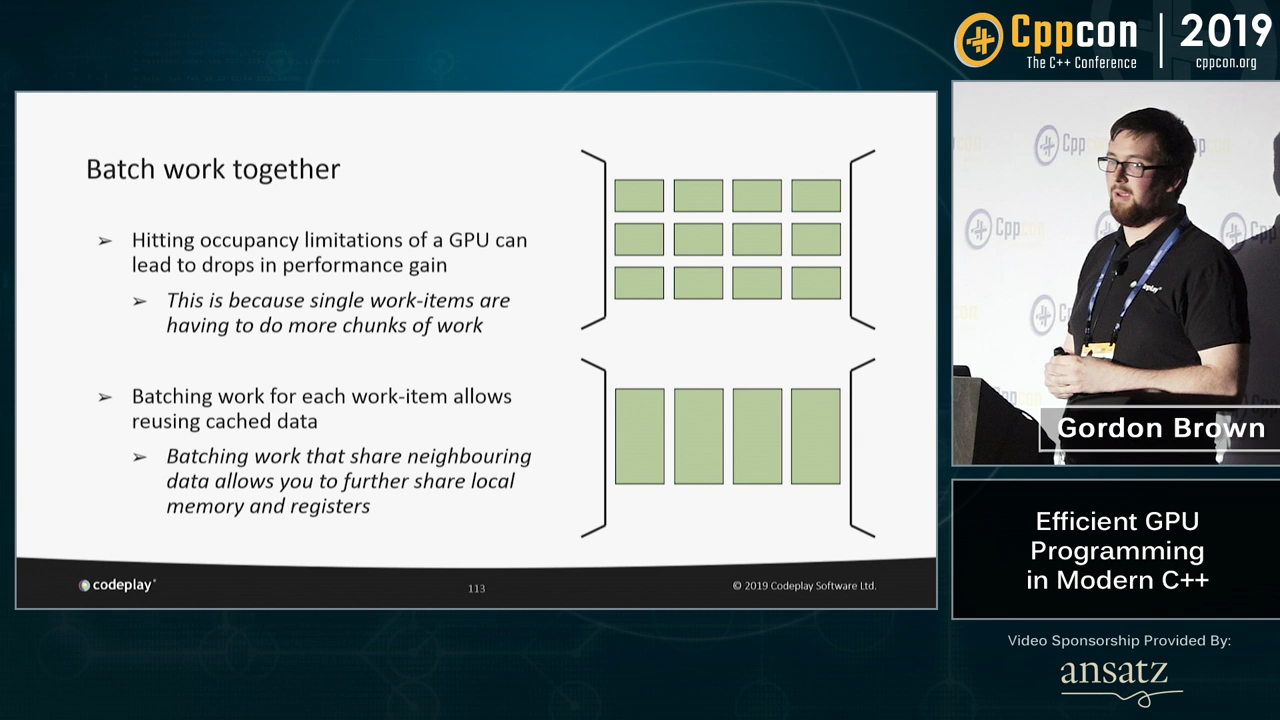 Cppcon
The C++ Conference
2019
cppcon.org
Batch work together
➢ Hitting occupancy limitations of a GPU can
lead to drops in performance gain
➢ This is because single work-items are
having to do more chunks of work
➢ Batching work for each work-item allows
reusing cached data
➢ Batching work that share neighbouring
data allows you to further share local
memory and registers
codeplay®
113
© 2019 Codeplay Software Ltd.
Cpp
Cppcon
codeplay
Gordon Brown
Efficient GPU
Programming
in Modern C++
Video Sponsorship Provided By:
ansatz